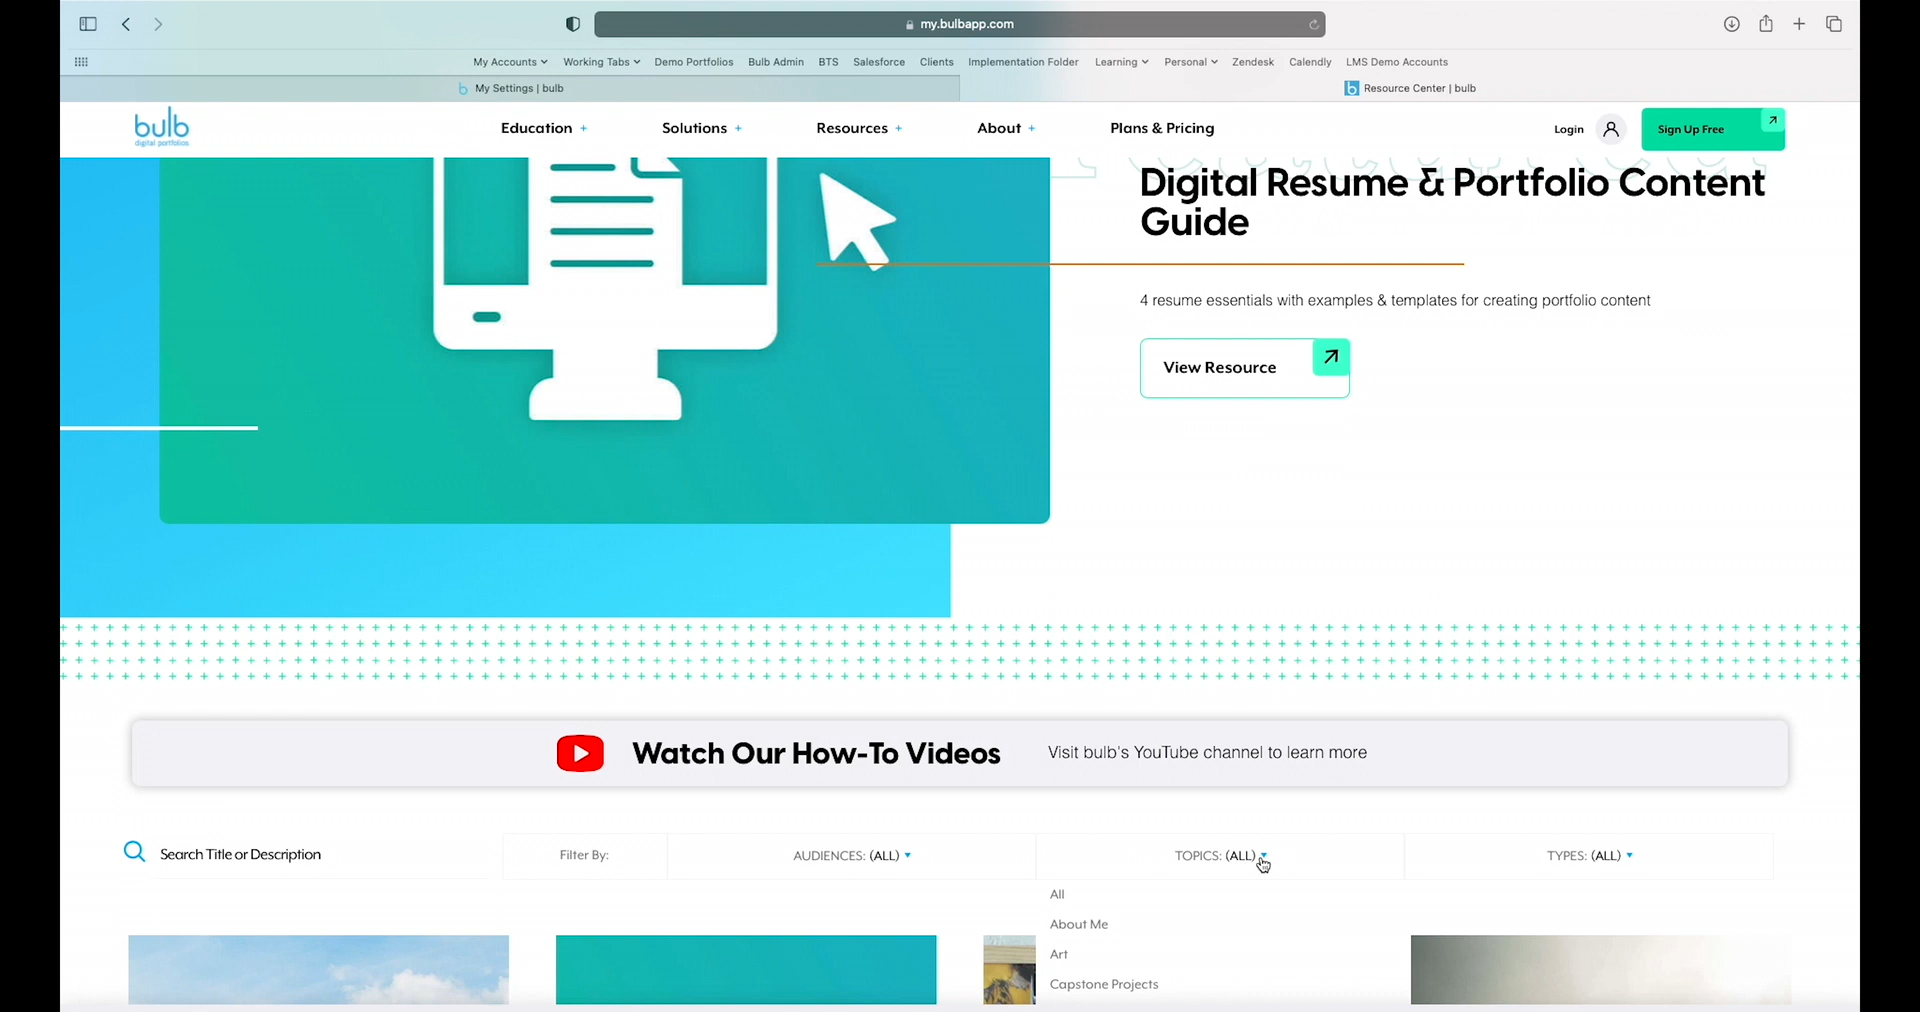 my.bulbapp.com
My Accounts Working Tabs Demo Portfolios Bulb Admin BTS Salesforce Clients Implementation Folder Learning Personal Zendesk Calendly LMS Demo Accounts
My Settings | bulb
Resource Center | bulb
bulb
digital portfolios
Education + Solutions + Resources + About + Plans & Pricing
Login
Sign Up Free
Digital Resume & Portfolio Content
Guide
4 resume essentials with examples & templates for creating portfolio content
View Resource
Watch Our How-To Videos
Visit bulb's YouTube channel to learn more
Search Title or Description
Filter By:
AUDIENCES: (ALL)
TOPICS: (ALL)
TYPES: (ALL)
All
About Me
Art
Capstone Projects